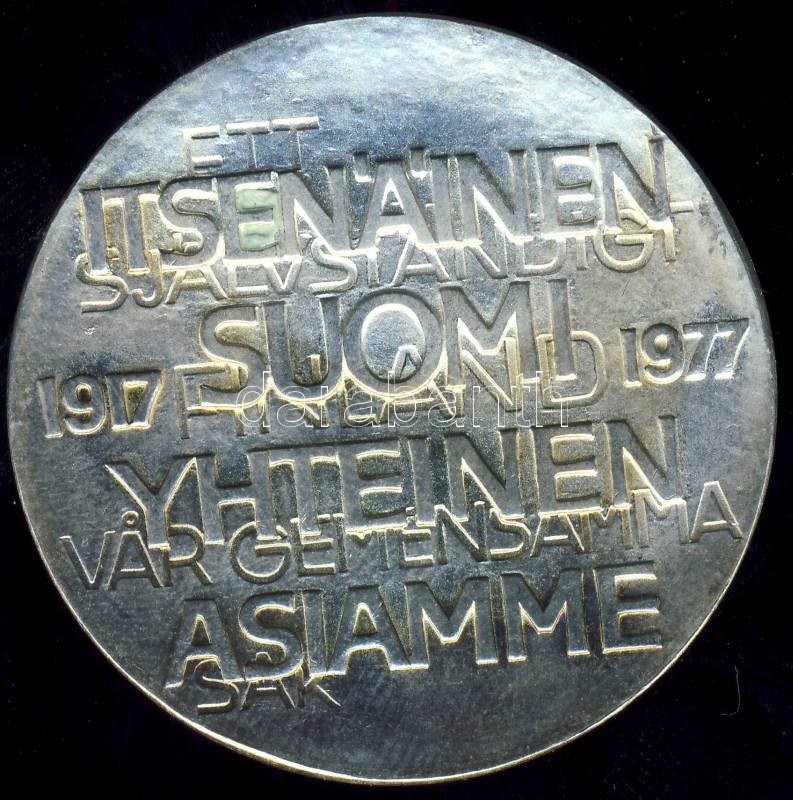 ETT
ITSENÄINEN
SJÄLVSTÄNDIGT
SUOMI
1917 FINLAND 1977
YHTEINEN
VÅR GEMENSAMMA
ASIAMME
SAK
darabanth